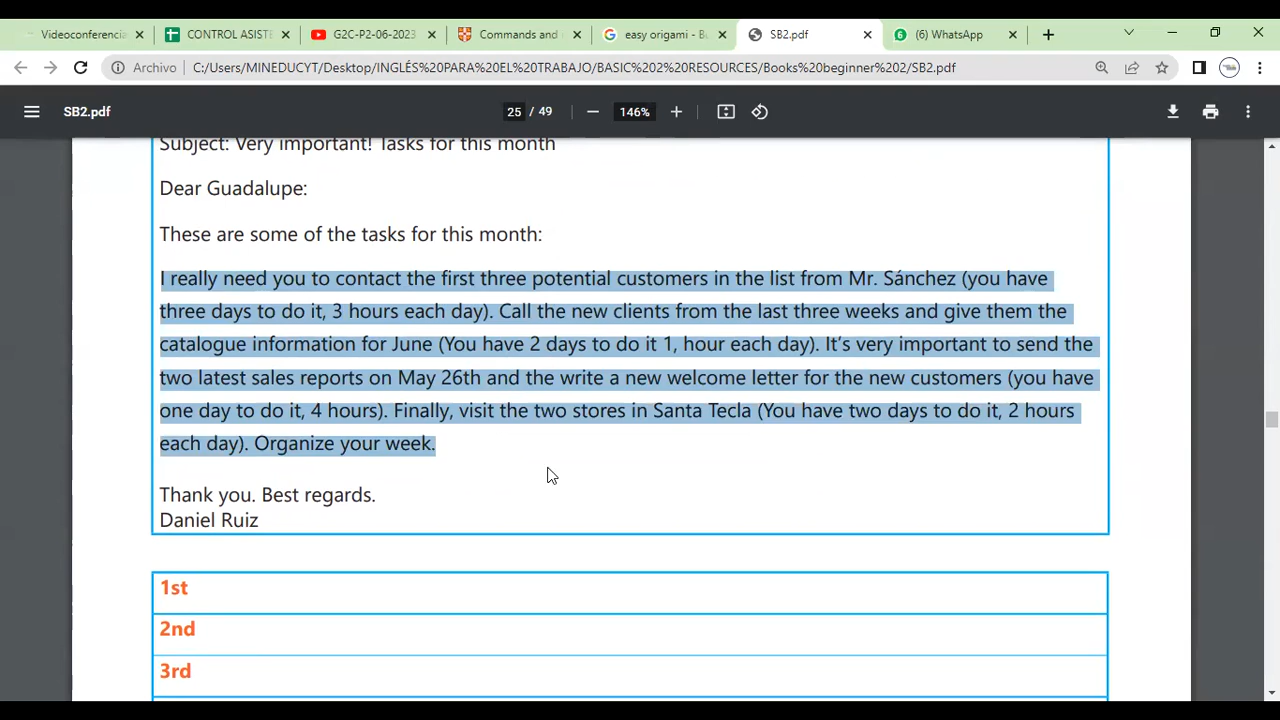 Videoconferencia
CONTROL ASISTE
G2C-P2-06-2023
Commands and
easy origami - Bu
SB2.pdf
(6) WhatsApp
Archivo
C:/Users/MINEDUCYT/Desktop/INGLÉS%20PARA%20EL%20TRABAJO/BASIC%202%20RESOURCES/Books%20beginner%202/SB2.pdf
SB2.pdf
25 / 49
146%
Subject: Very important! Tasks for this month
Dear Guadalupe:
These are some of the tasks for this month:
I really need you to contact the first three potential customers in the list from Mr. Sánchez (you have
three days to do it, 3 hours each day). Call the new clients from the last three weeks and give them the
catalogue information for June (You have 2 days to do it 1, hour each day). It’s very important to send the
two latest sales reports on May 26th and the write a new welcome letter for the new customers (you have
one day to do it, 4 hours). Finally, visit the two stores in Santa Tecla (You have two days to do it, 2 hours
each day). Organize your week.
Thank you. Best regards.
Daniel Ruiz
1st
2nd
3rd